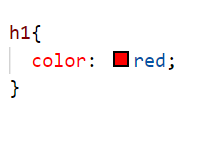 h1{
  color: red;
}